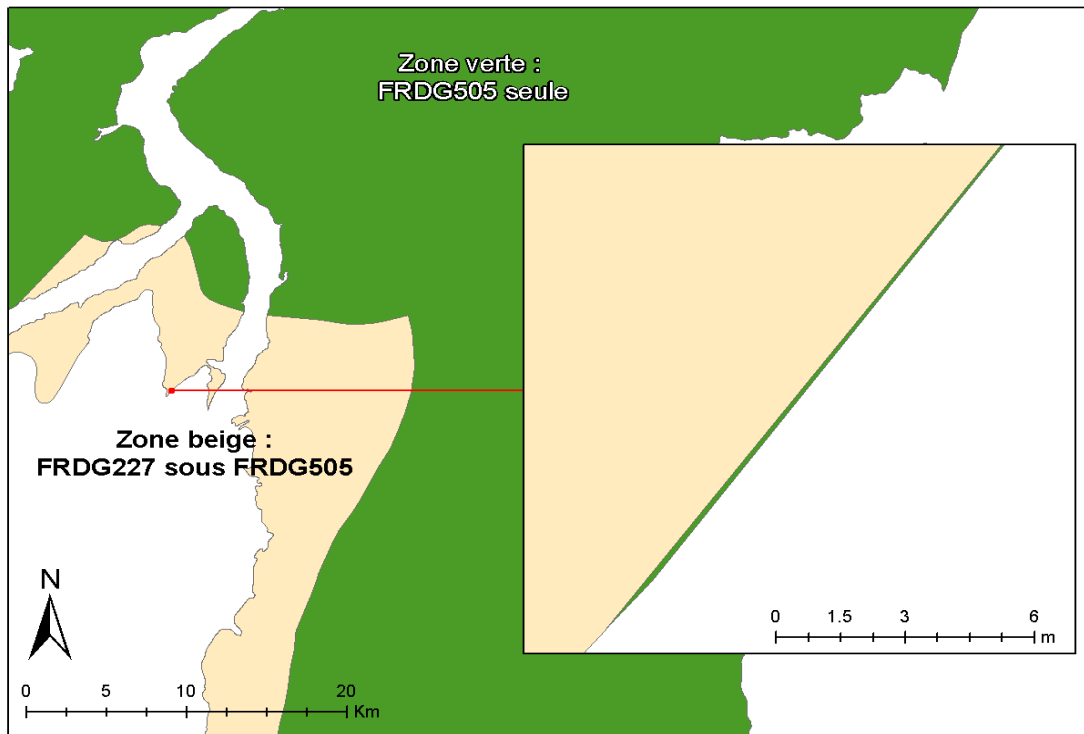 Zone verte :
FRDG505 seule
Zone beige :
FRDG227 sous FRDG505
N
0 5 10 20
Km
0 1.5 3 6
m